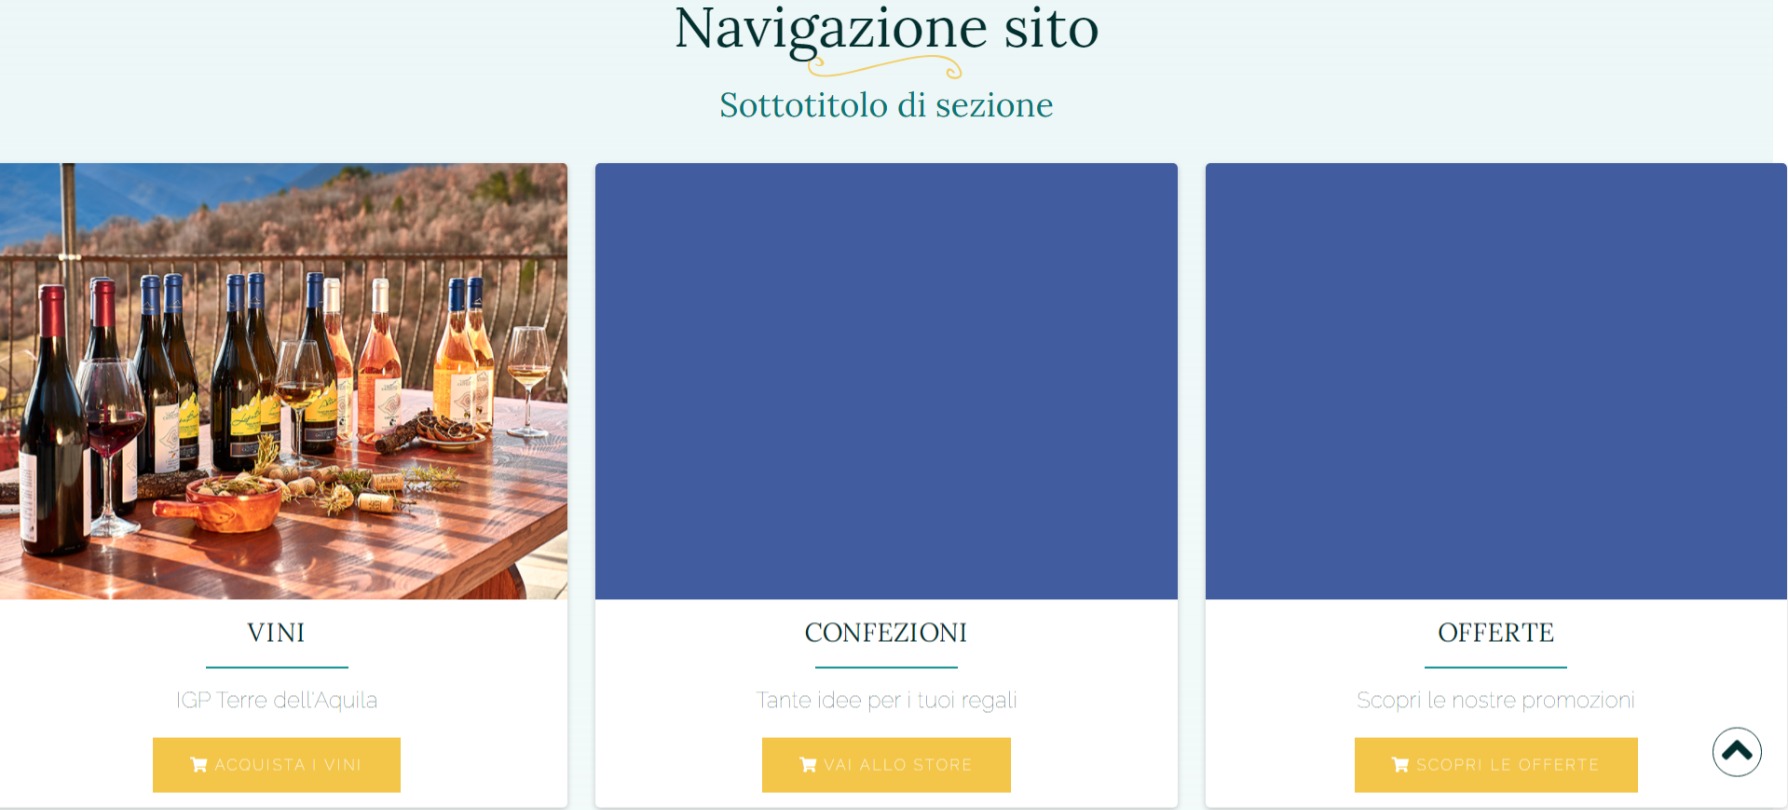 Navigazione sito
Sottotitolo di sezione
VINI
IGP Terre dell'Aquila
ACQUISTA I VINI
CONFEZIONI
Tante idee per i tuoi regali
VAI ALLO STORE
OFFERTE
Scopri le nostre promozioni
SCOPRI LE OFFERTE